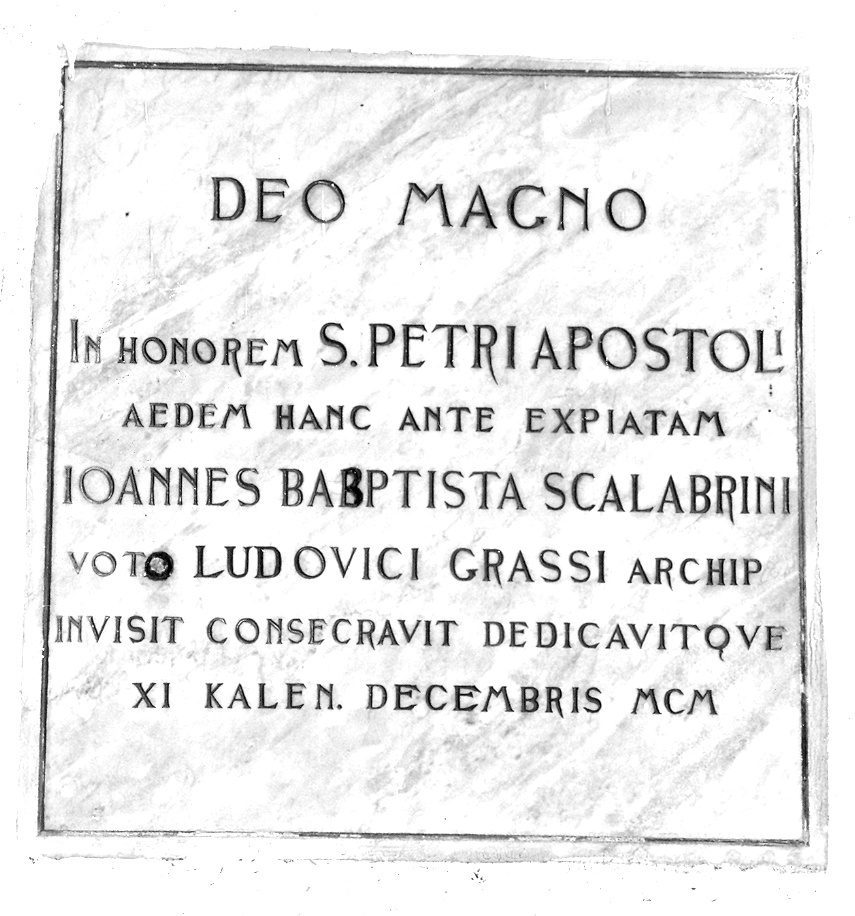 DEO MAGNO
IN HONOREM S. PETRI APOSTOLI
AEDEM HANC ANTE EXPIATAM
IOANNES BABPTISTA SCALABRINI
VOTO LUDOVICI GRASSI ARCHIP
INVISIT CONSECRAVIT DEDICAVITQVE
XI KALEN. DECEMBRIS MCM